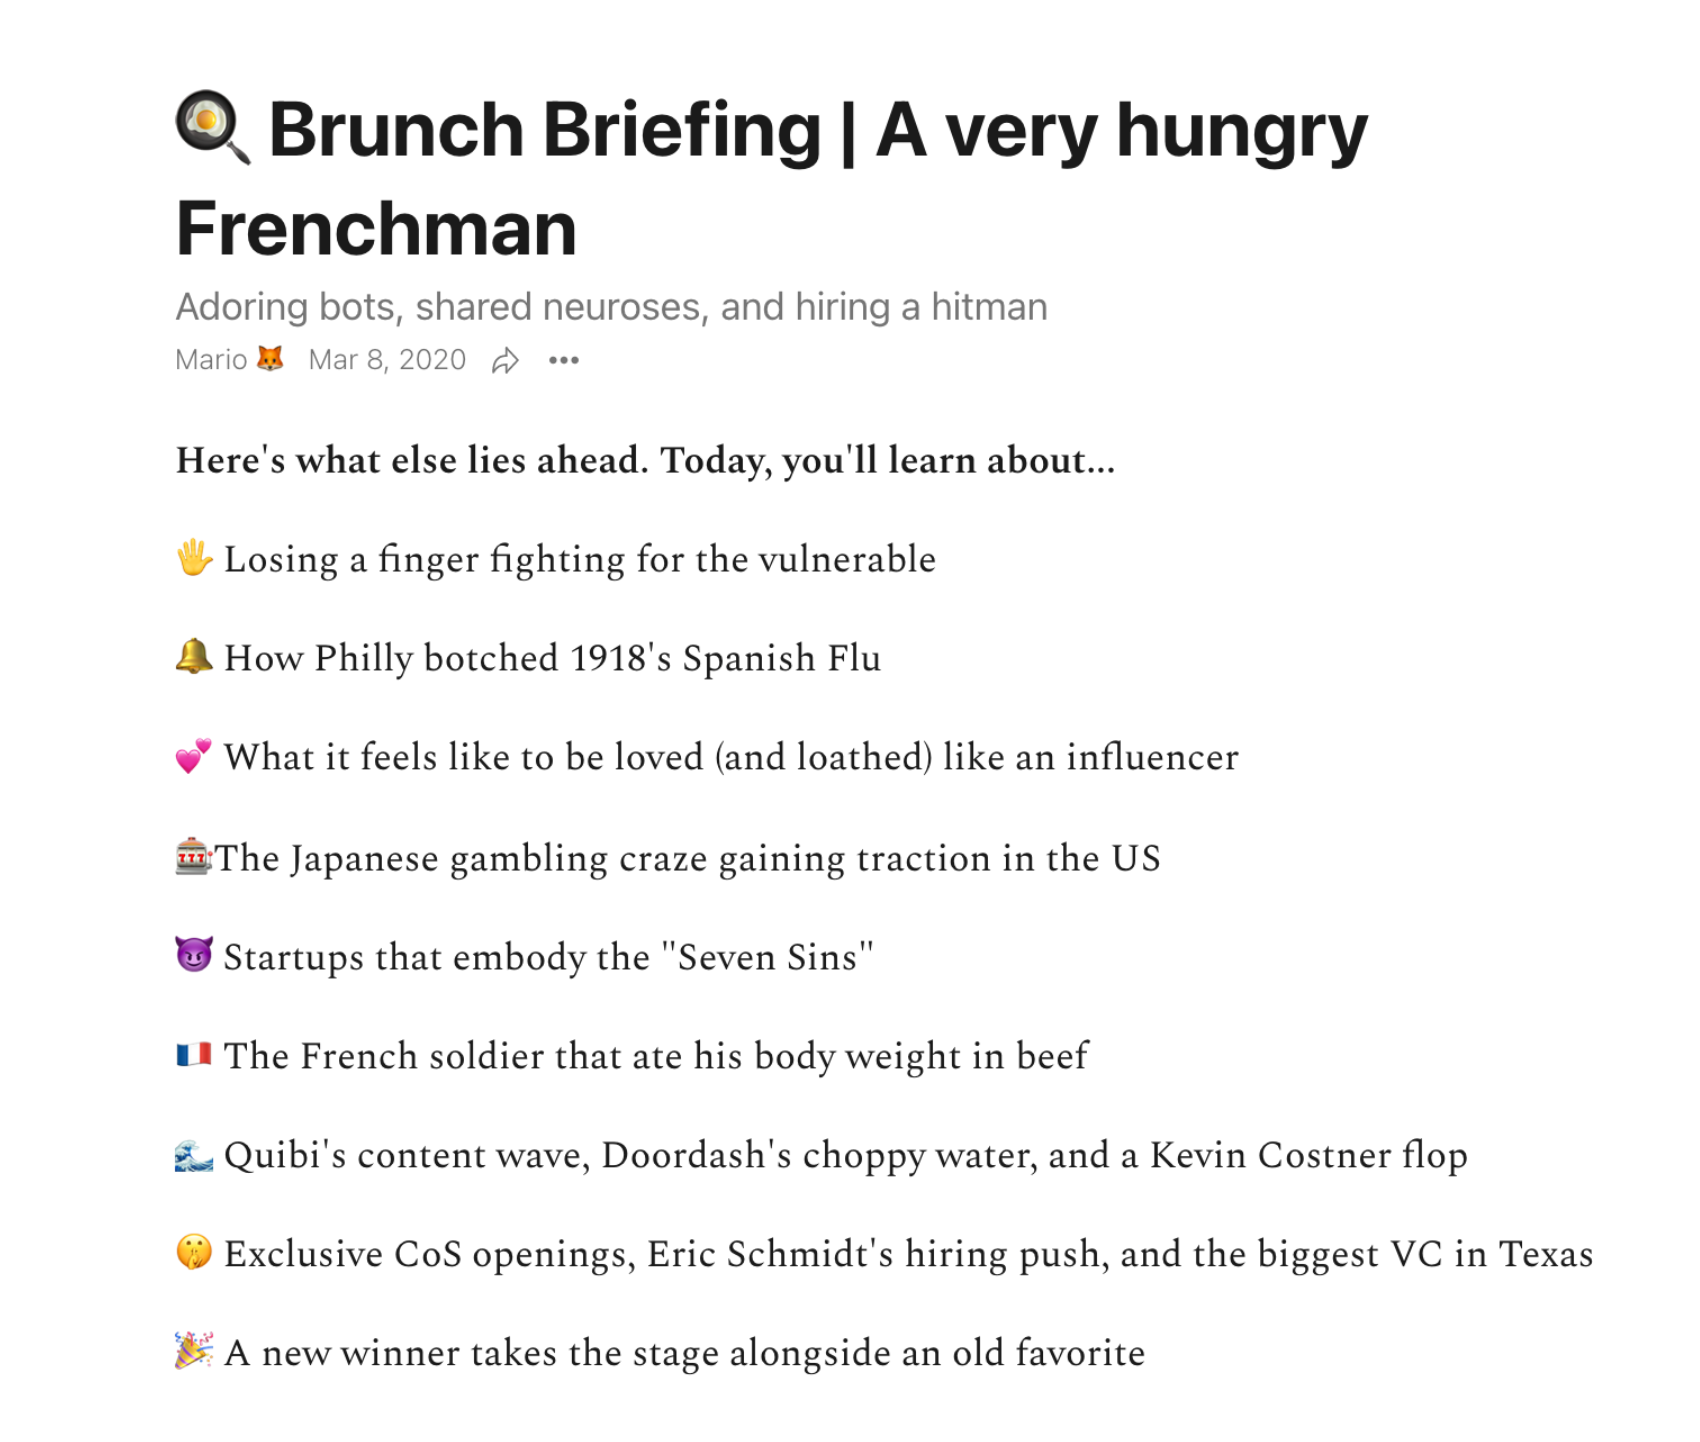 🍳 Brunch Briefing | A very hungry
Frenchman
Adoring bots, shared neuroses, and hiring a hitman
Mario 🦊 Mar 8, 2020
Here's what else lies ahead. Today, you'll learn about...
🖐 Losing a finger fighting for the vulnerable
🔔 How Philly botched 1918's Spanish Flu
💕 What it feels like to be loved (and loathed) like an influencer
🎰The Japanese gambling craze gaining traction in the US
😈 Startups that embody the "Seven Sins"
🇫🇷 The French soldier that ate his body weight in beef
🌊 Quibi's content wave, Doordash's choppy water, and a Kevin Costner flop
🤫 Exclusive CoS openings, Eric Schmidt's hiring push, and the biggest VC in Texas
🎉 A new winner takes the stage alongside an old favorite